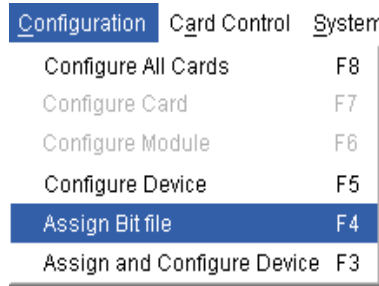 Configuration Card Control System
Configure All Cards F8
Configure Card F7
Configure Module F6
Configure Device F5
Assign Bit file F4
Assign and Configure Device F3